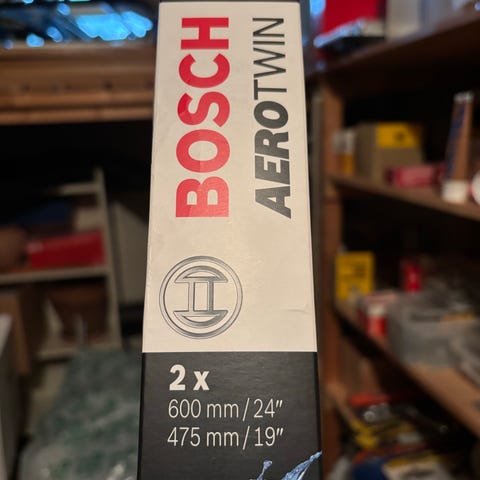 BOSCH
AEROTWIN
2 x
600 mm/24″
475 mm/19″